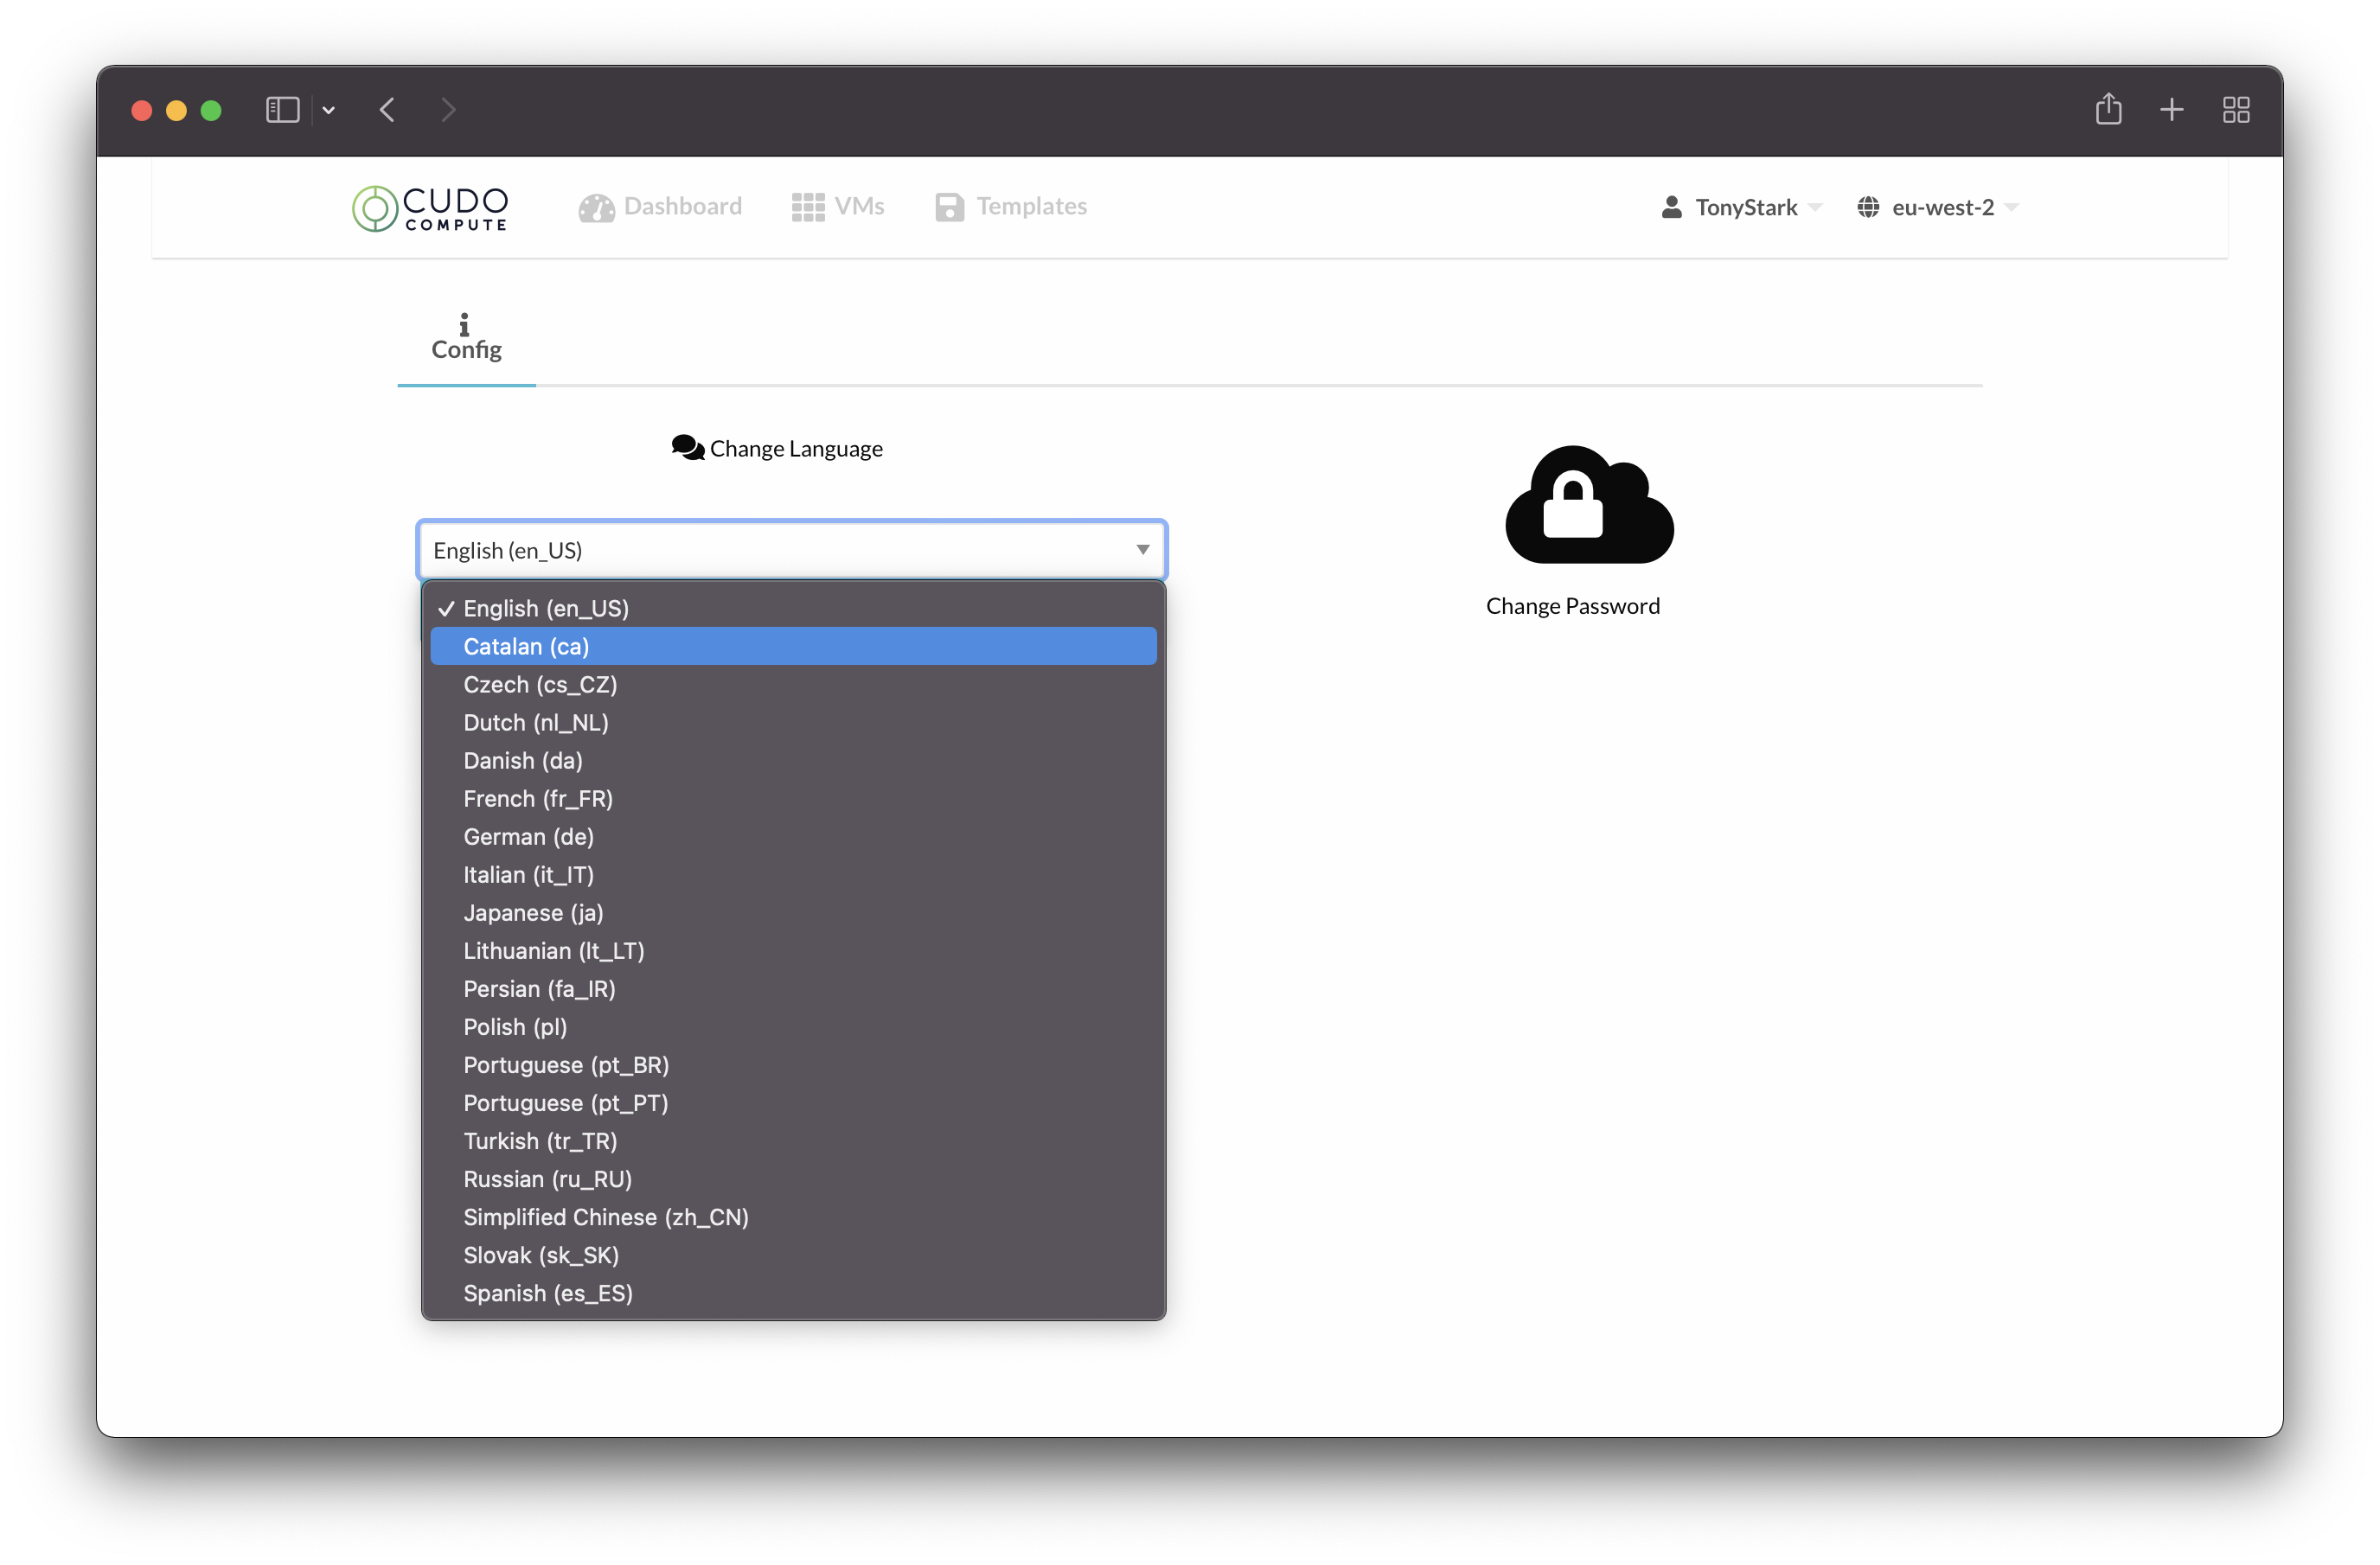 CUDO
COMPUTE
Dashboard
VMs
Templates
TonyStark
eu-west-2
Config
Change Language
English (en_US)
✓ English (en_US)
Catalan (ca)
Czech (cs_CZ)
Dutch (nl_NL)
Danish (da)
French (fr_FR)
German (de)
Italian (it_IT)
Japanese (ja)
Lithuanian (lt_LT)
Persian (fa_IR)
Polish (pl)
Portuguese (pt_BR)
Portuguese (pt_PT)
Turkish (tr_TR)
Russian (ru_RU)
Simplified Chinese (zh_CN)
Slovak (sk_SK)
Spanish (es_ES)
Change Password